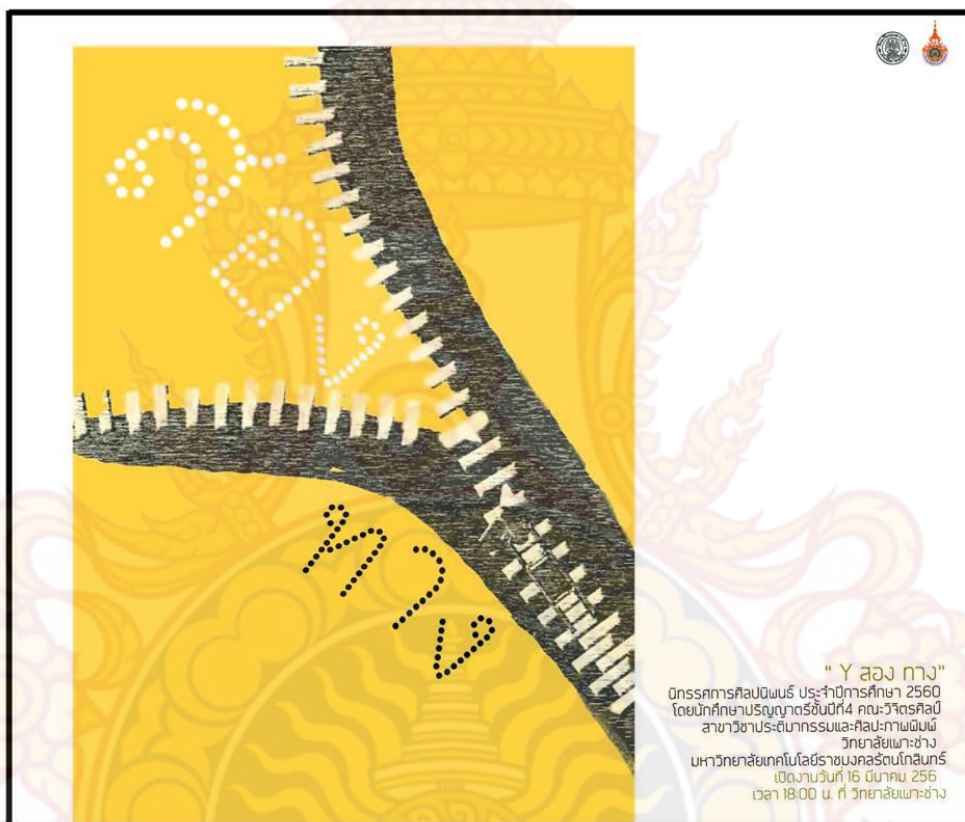 สอง
ทาง
" Y สอง ทาง"
นิทรรศการศิลปนิพนธ์ ประจำปีการศึกษา 2560
โดยนักศึกษาปริญญาตรีชั้นปีที่4 คณะวิจิตรศิลป์
สาขาวิชาประติมากรรมและศิลปะภาพพิมพ์
วิทยาลัยเพาะช่าง
มหาวิทยาลัยเทคโนโลยีราชมงคลรัตนโกสินทร์
เปิดงานวันที่ 16 มีนาคม 256
เวลา 18:00 น. ที่ วิทยาลัยเพาะช่าง